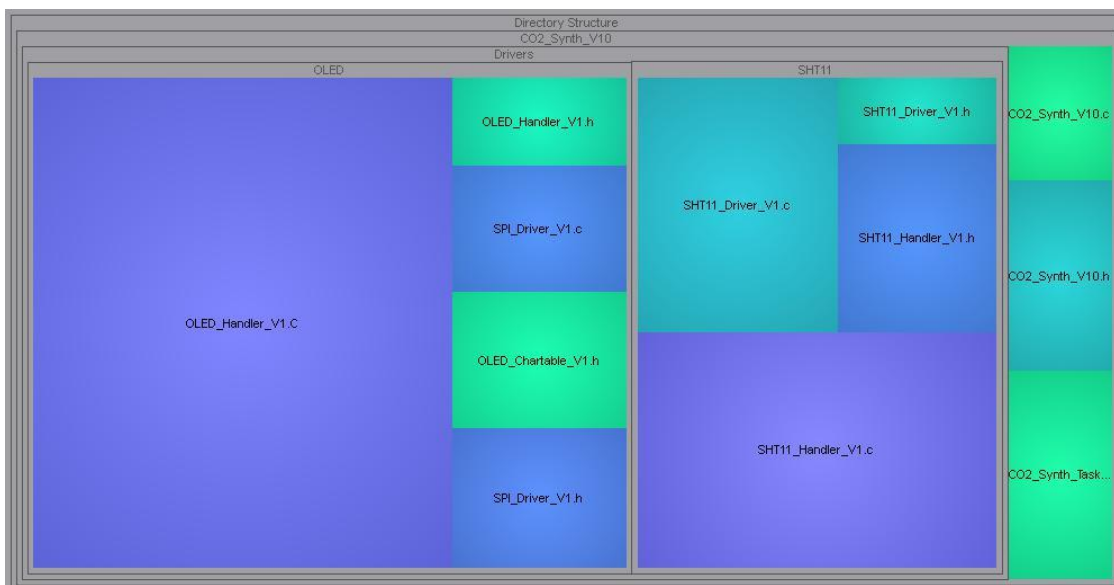 Directory Structure
CO2_Synth_V10
Drivers
OLED
SHT11
OLED_Handler_V1.C
OLED_Handler_V1.h
SPI_Driver_V1.c
OLED_Chartable_V1.h
SPI_Driver_V1.h
SHT11_Driver_V1.c
SHT11_Driver_V1.h
SHT11_Handler_V1.h
SHT11_Handler_V1.c
CO2_Synth_V10.c
CO2_Synth_V10.h
CO2_Synth_Task...